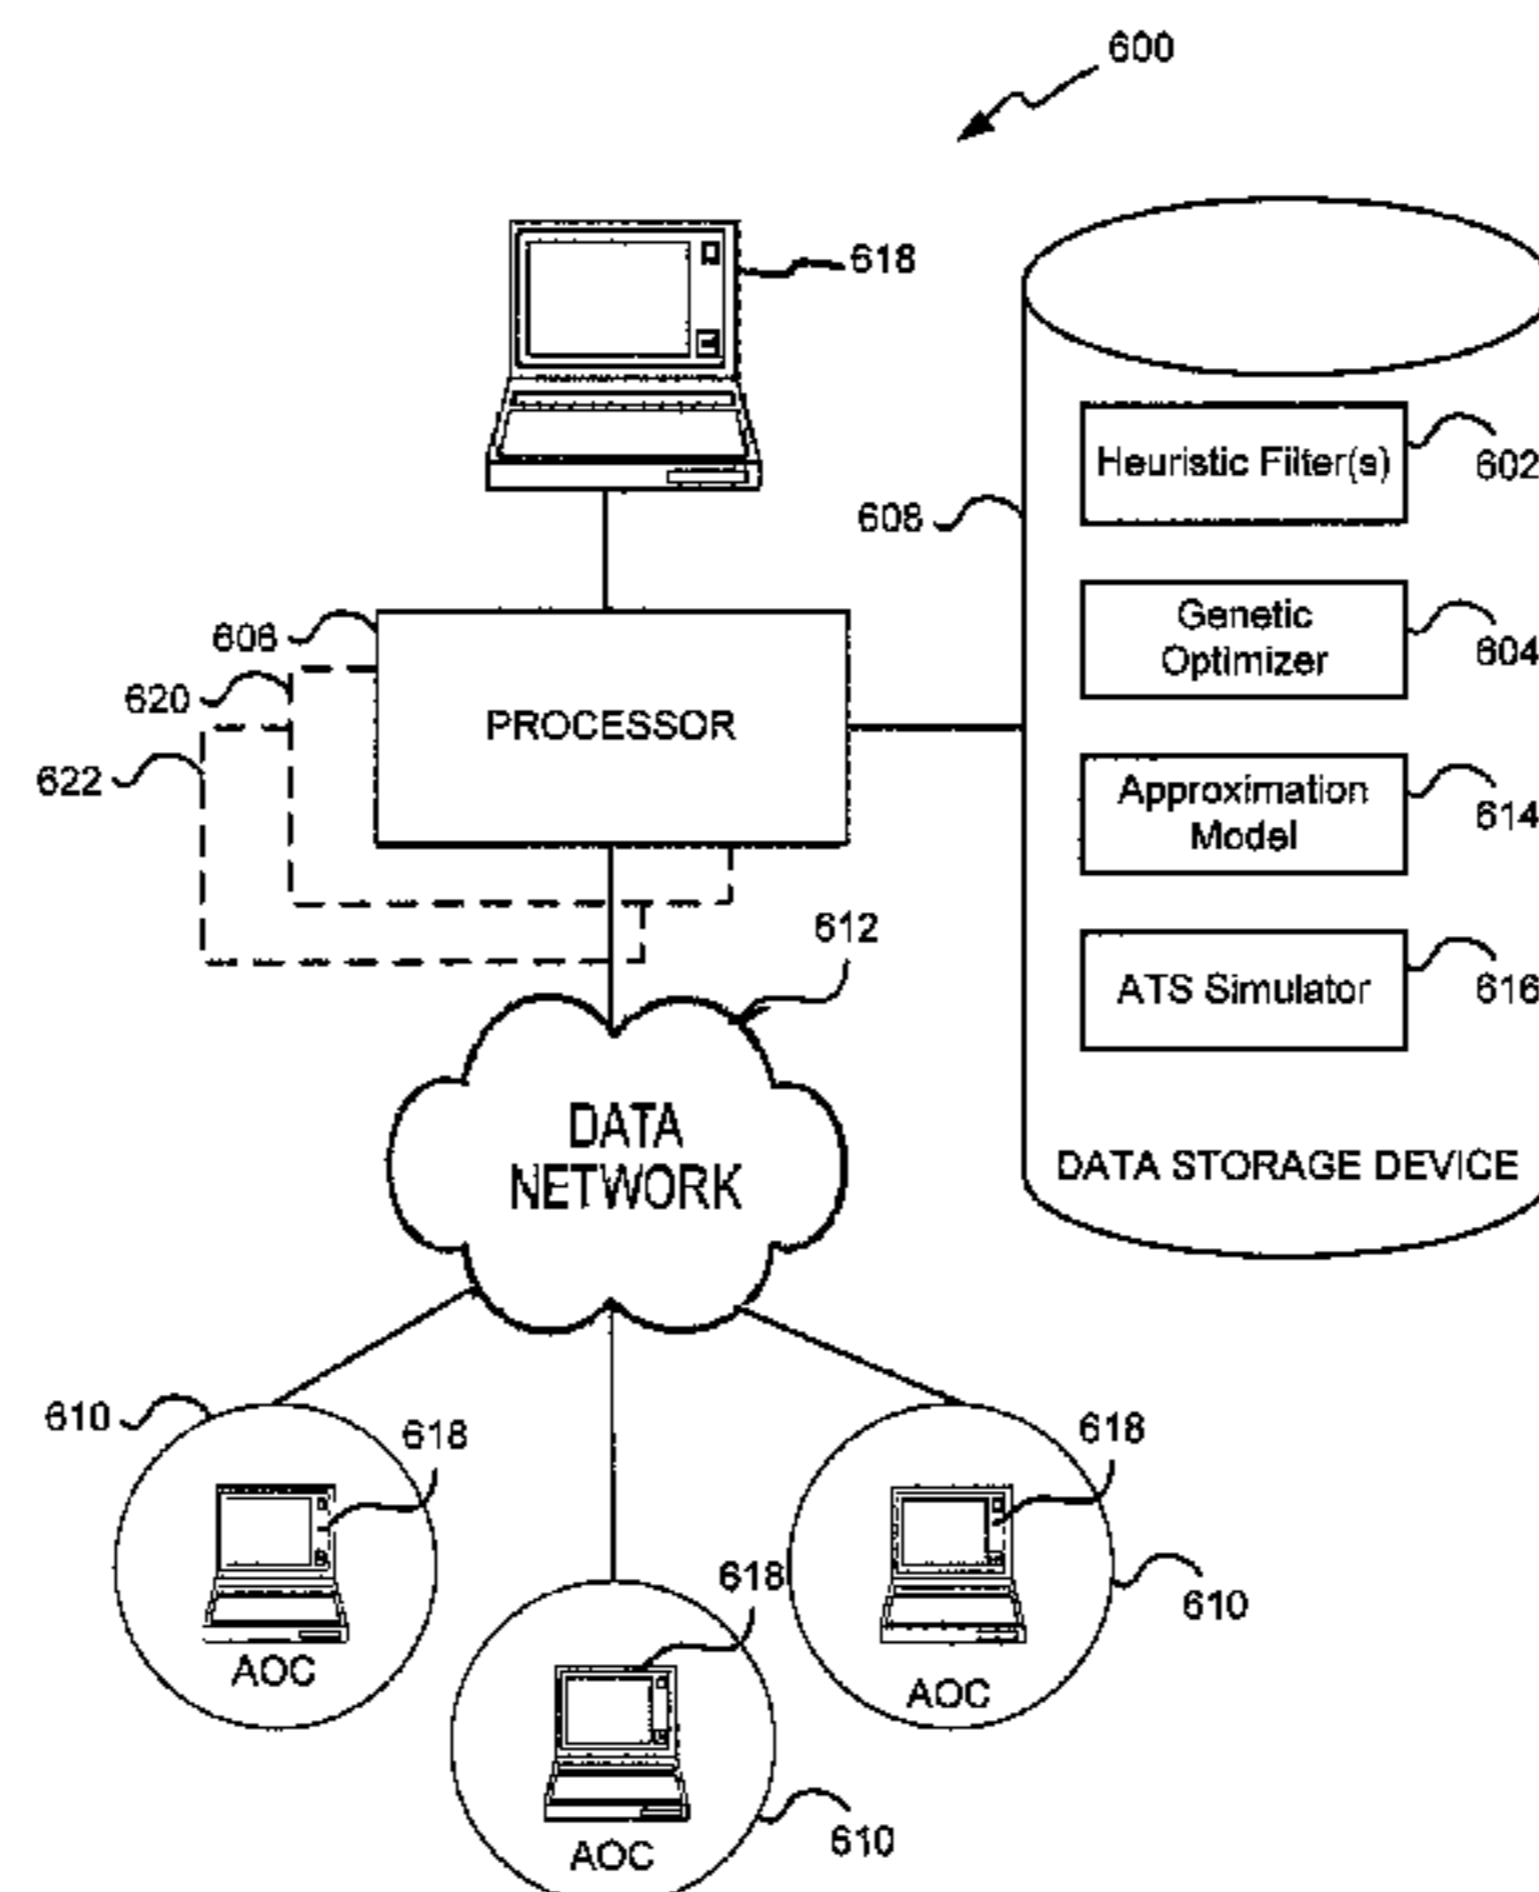 600
618
Heuristic Filter(s)
602
608
Genetic
Optimizer
604
606
620
PROCESSOR
622
Approximation
Model
614
612
ATS Simulator
616
DATA
NETWORK
DATA STORAGE DEVICE
610
618
618
AOC
618
610
AOC
610
AOC